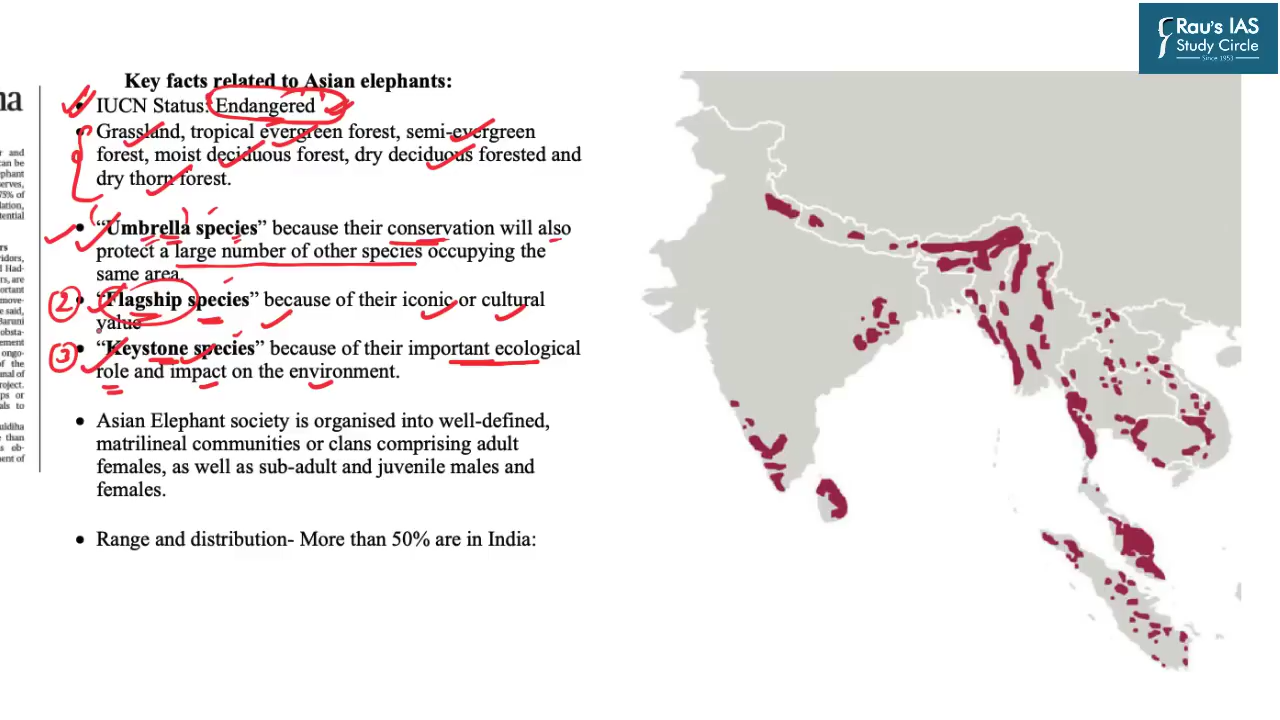 Rau's IAS
Study Circle
Since 1953
Key facts related to Asian elephants:
• IUCN Status: Endangered
• Grassland, tropical evergreen forest, semi-evergreen
forest, moist deciduous forest, dry deciduous forested and
dry thorn forest.
• “Umbrella species” because their conservation will also
protect a large number of other species occupying the
same area.
② • “Flagship species” because of their iconic or cultural
value
③ • “Keystone species” because of their important ecological
role and impact on the environment.
• Asian Elephant society is organised into well-defined,
matrilineal communities or clans comprising adult
females, as well as sub-adult and juvenile males and
females.
• Range and distribution- More than 50% are in India: